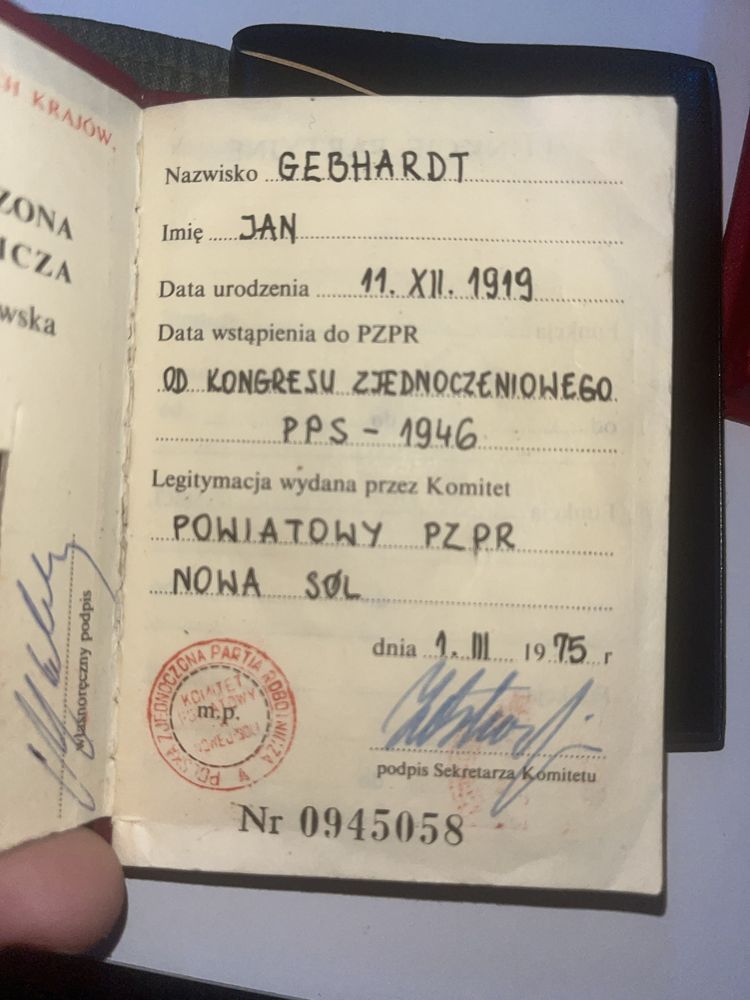 H KRAJÓW,
ZONA
ICZA
wska
własnoręczny podpis
Nazwisko GEBHARDT
Imię JAN
Data urodzenia 11. XII. 1919
Data wstąpienia do PZPR
OD KONGRESU ZJEDNOCZENIOWEGO
PPS - 1946
Legitymacja wydana przez Komitet
POWIATOWY PZPR
NOWA SÓL
dnia 1. III 1975 r
POLSKA ZJEDNOCZONA PARTIA ROBOTNICZA
KOMITET
POWIATOWY
m.p.
podpis Sekretarza Komitetu
Nr 0945058